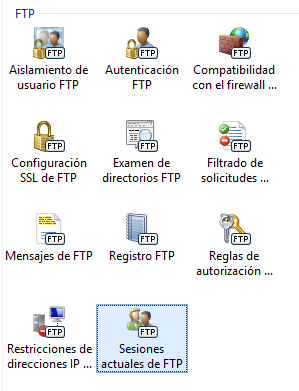 FTP
FTP FTP FTP
Aislamiento de Autenticación Compatibilidad
usuario FTP FTP con el firewall ...
FTP FTP FTP
Configuración Examen de Filtrado de
SSL de FTP directorios FTP solicitudes ...
FTP FTP FTP
Mensajes de FTP Registro FTP Reglas de
autorización ...
FTP FTP
Restricciones de Sesiones
direcciones IP ... actuales de FTP